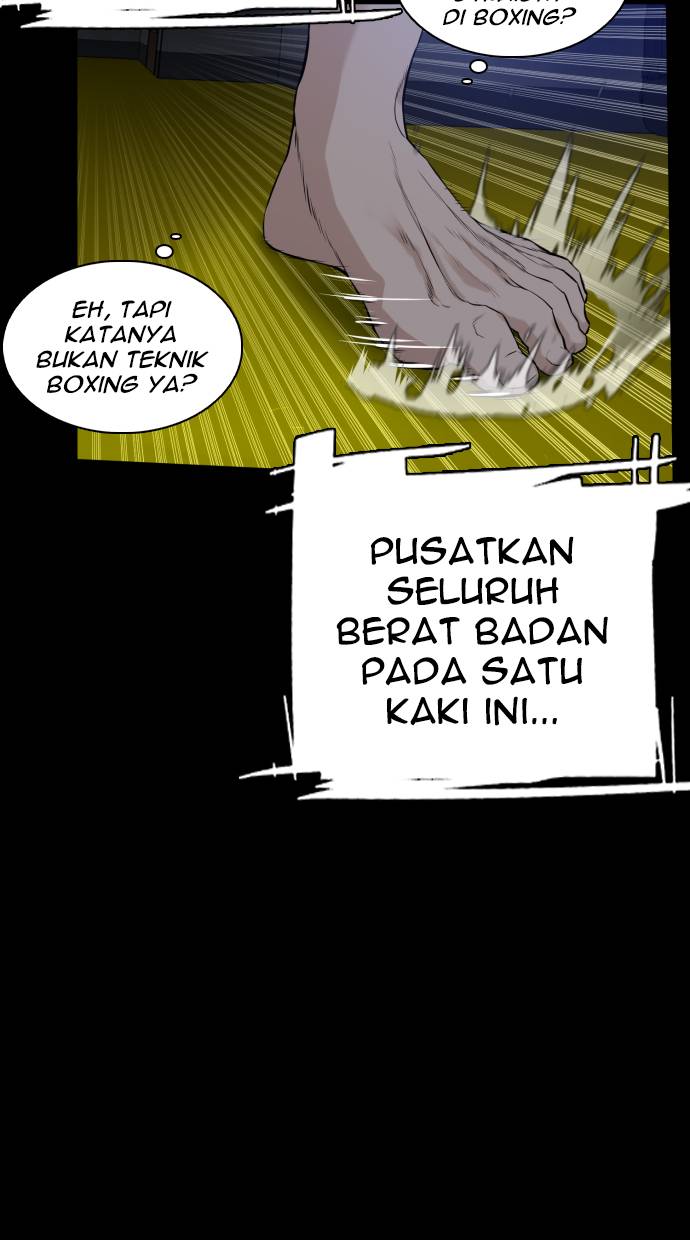 DI BOXING?
EH, TAPI
KATANYA
BUKAN TEKNIK
BOXING YA?
PUSATKAN
SELURUH
BERAT BADAN
PADA SATU
KAKI INI...